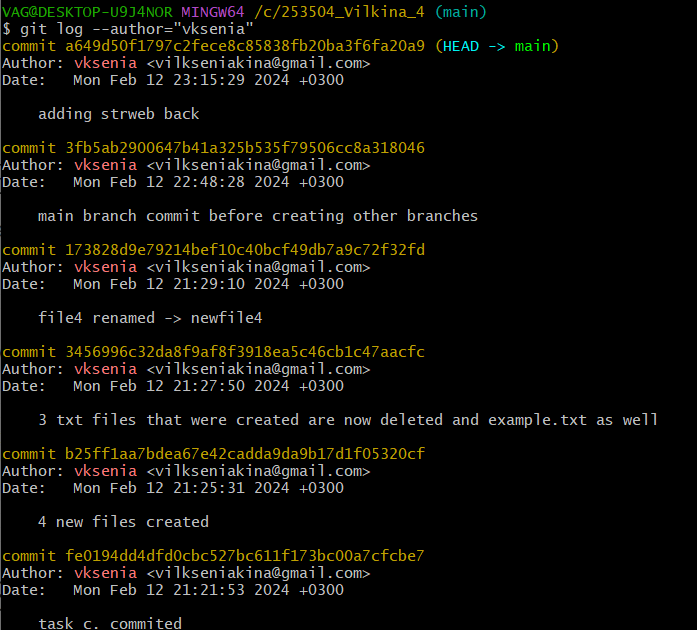 VAG@DESKTOP-U9J4NOR MINGW64 /c/253504_Vilkina_4 (main)
$ git log --author="vksenia"
commit a649d50f1797c2fece8c85838fb20ba3f6fa20a9 (HEAD -> main)
Author: vksenia <vilkseniakina@gmail.com>
Date:   Mon Feb 12 23:15:29 2024 +0300

    adding strweb back

commit 3fb5ab2900647b41a325b535f79506cc8a318046
Author: vksenia <vilkseniakina@gmail.com>
Date:   Mon Feb 12 22:48:28 2024 +0300

    main branch commit before creating other branches

commit 173828d9e79214bef10c40bcf49db7a9c72f32fd
Author: vksenia <vilkseniakina@gmail.com>
Date:   Mon Feb 12 21:29:10 2024 +0300

    file4 renamed -> newfile4

commit 3456996c32da8f9af8f3918ea5c46cb1c47aacfc
Author: vksenia <vilkseniakina@gmail.com>
Date:   Mon Feb 12 21:27:50 2024 +0300

    3 txt files that were created are now deleted and example.txt as well

commit b25ff1aa7bdea67e42cadda9da9b17d1f05320cf
Author: vksenia <vilkseniakina@gmail.com>
Date:   Mon Feb 12 21:25:31 2024 +0300

    4 new files created

commit fe0194dd4dfd0cbc527bc611f173bc00a7cfcbe7
Author: vksenia <vilkseniakina@gmail.com>
Date:   Mon Feb 12 21:21:53 2024 +0300

    task c. commited